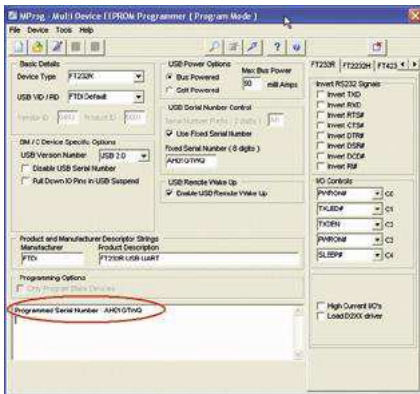 MProg - Multi Device EEPROM Programmer ( Program Mode )
File Device Tools Help
Basic Details
Device Type FT232R
USB VID / PID FTDI Default
Vendor ID 0403 Product ID
BM / C Device Specific Options
USB Version Number USB 2.0
Disable USB Serial Number
Pull Down IO Pins in USB Suspend
USB Power Options
Bus Powered
Self Powered
Max Bus Power
90 milli Amps
USB Serial Number Control
Serial Number Prefix ( 2 digits )
Use Fixed Serial Number
Fixed Serial Number ( 8 digits )
USB Remote Wake Up
Enable USB Remote Wake Up
Product and Manufacturer Descriptor Strings
Manufacturer Product Description
FTDI FT232R USB UART
Programming Options
Only Program Blank Devices
Programmed Serial Number
FT232R FT2232H
Invert RS232 Signals
Invert TXD
Invert RXD
Invert RTS#
Invert CTS#
Invert DTR#
Invert DSR#
Invert DCD#
Invert RI#
I/O Controls
PWRON# C0
TXLED# C1
TXDEN C2
PWRON# C3
SLEEP# C4
High Current I/O's
Load D2XX driver